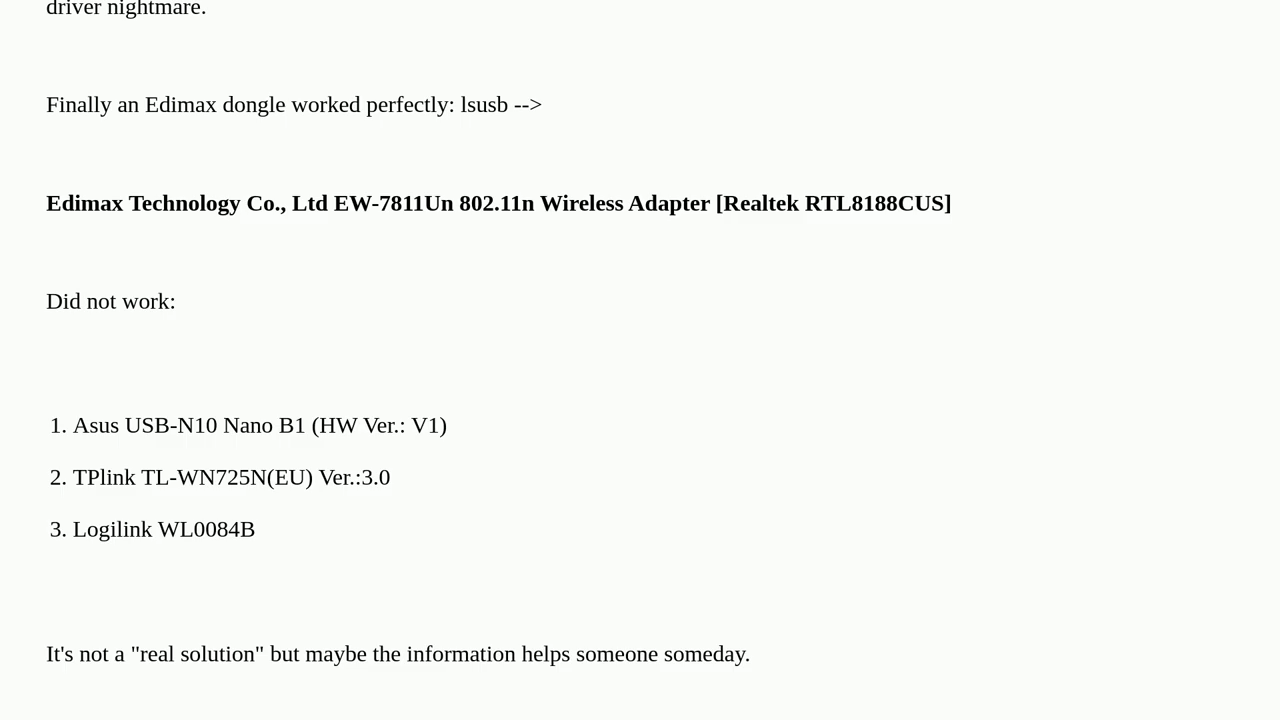 driver nightmare.
Finally an Edimax dongle worked perfectly: lsusb -->
Edimax Technology Co., Ltd EW-7811Un 802.11n Wireless Adapter [Realtek RTL8188CUS]
Did not work:
1. Asus USB-N10 Nano B1 (HW Ver.: V1)
2. TPlink TL-WN725N(EU) Ver.:3.0
3. Logilink WL0084B
It's not a "real solution" but maybe the information helps someone someday.